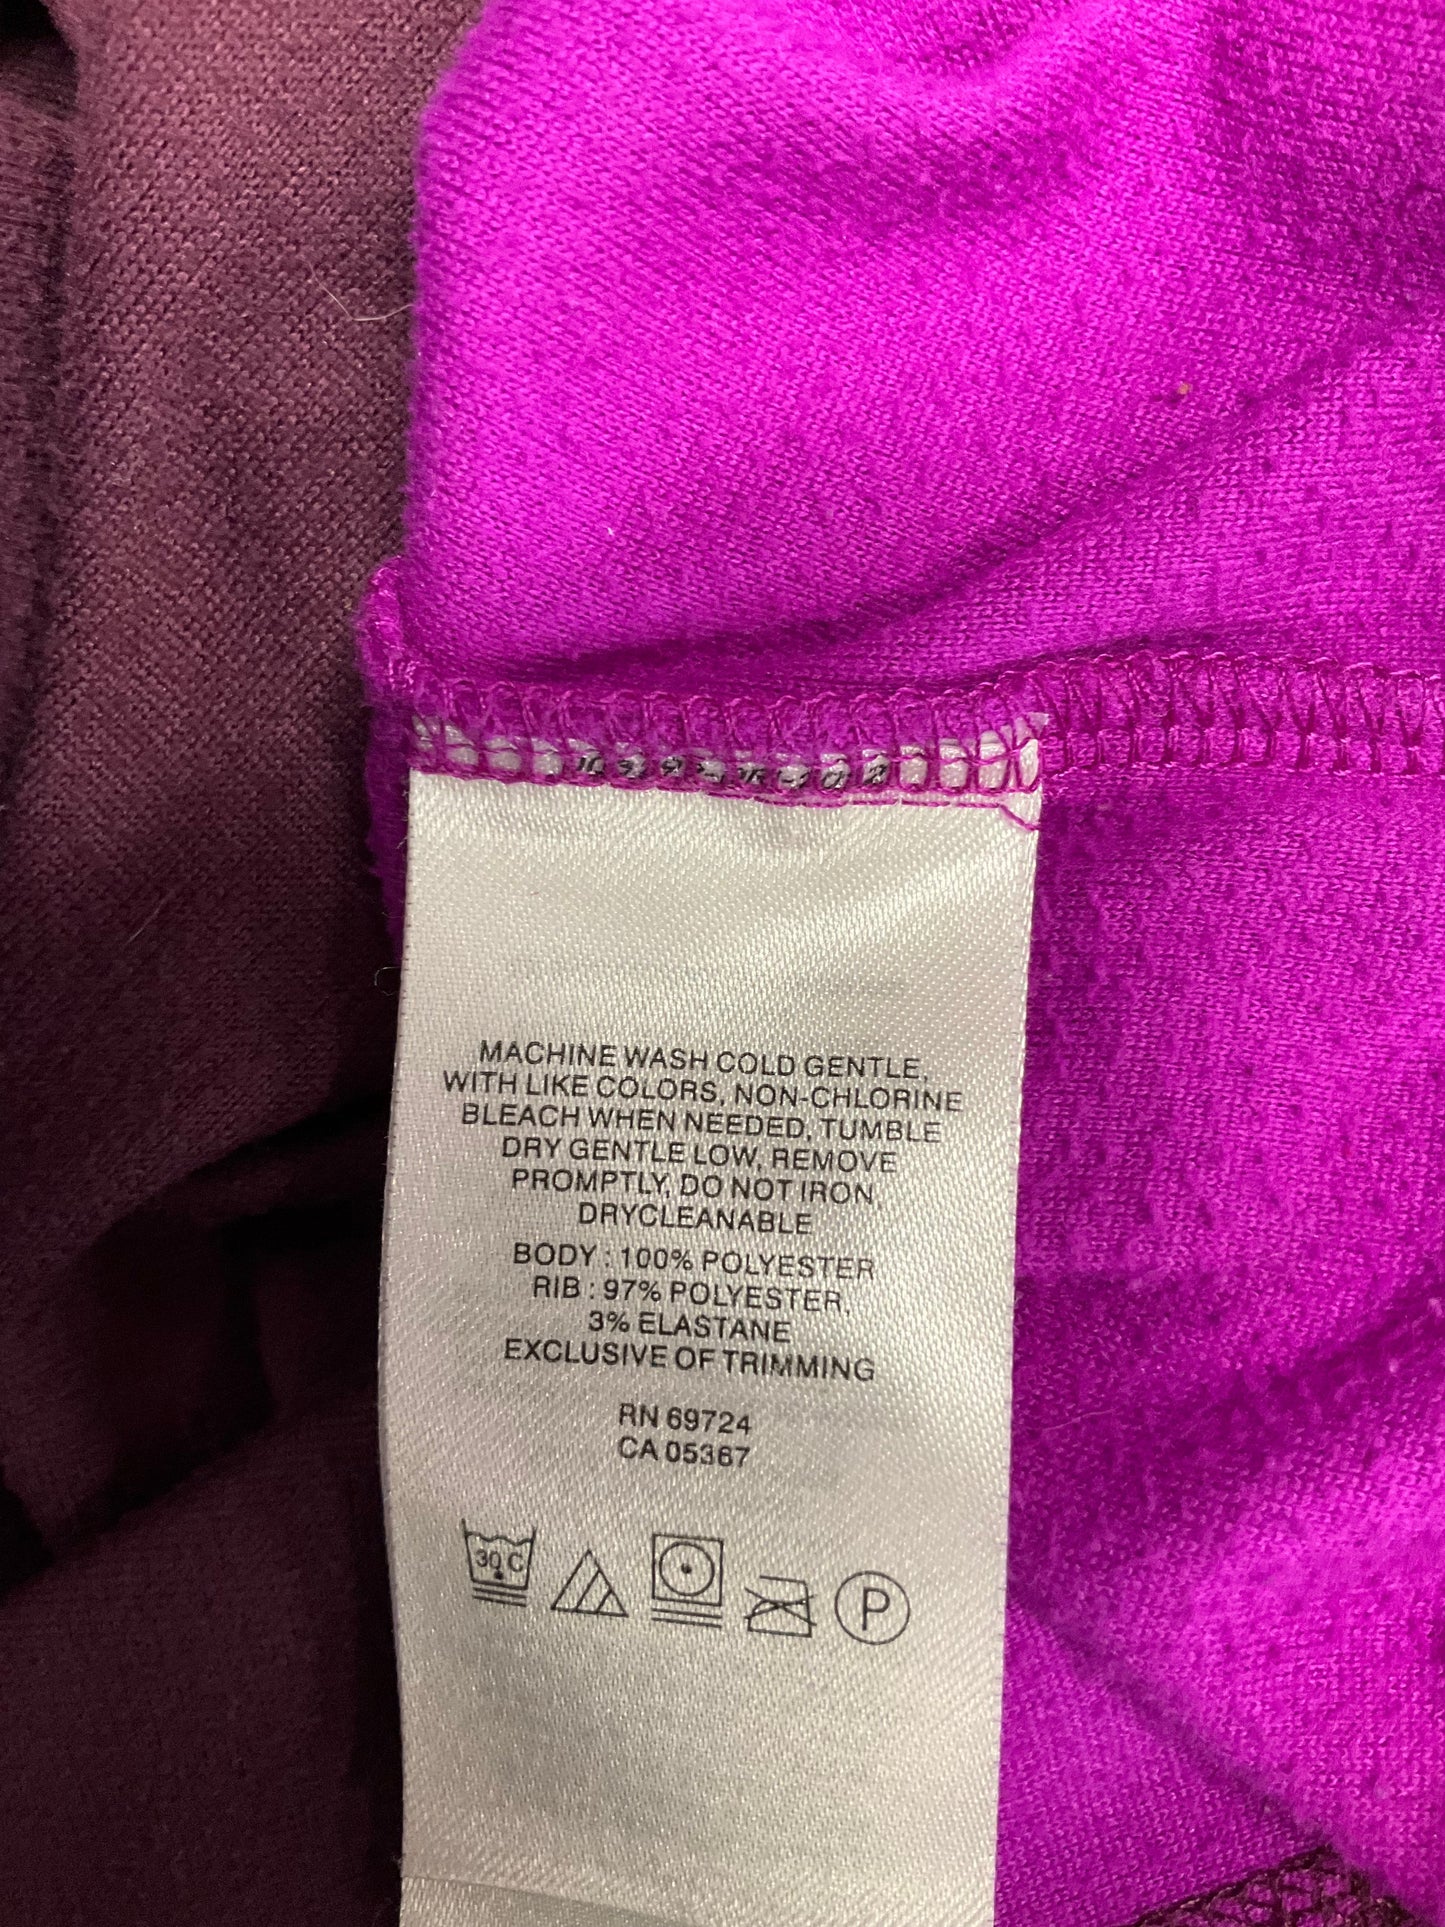 MACHINE WASH COLD GENTLE,
WITH LIKE COLORS, NON-CHLORINE
BLEACH WHEN NEEDED, TUMBLE
DRY GENTLE LOW, REMOVE
PROMPTLY, DO NOT IRON,
DRYCLEANABLE
BODY : 100% POLYESTER
RIB : 97% POLYESTER,
3% ELASTANE
EXCLUSIVE OF TRIMMING
RN 69724
CA 05367
30 C
P